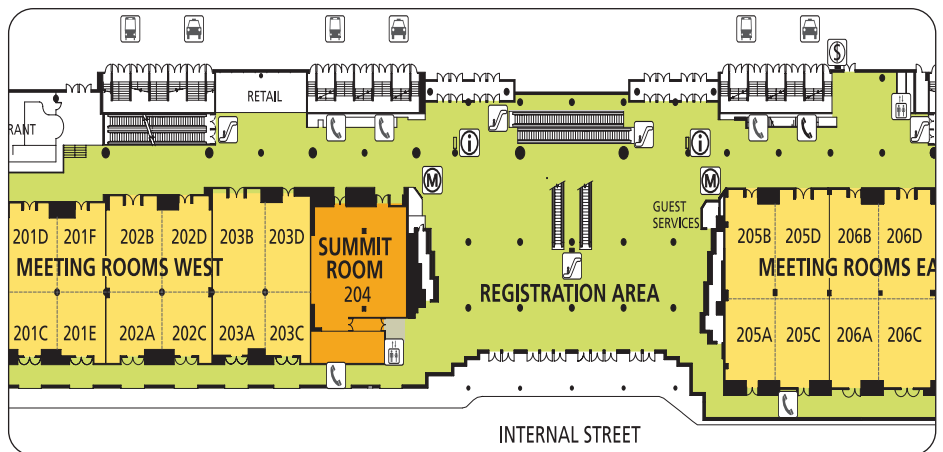 $
RETAIL
RANT
i
i
M
M
GUEST
SERVICES
201D
201F
202B
202D
203B
203D
SUMMIT
ROOM
204
205B
205D
206B
206D
MEETING ROOMS WEST
MEETING ROOMS EA
REGISTRATION AREA
201C
201E
202A
202C
203A
203C
205A
205C
206A
206C
INTERNAL STREET